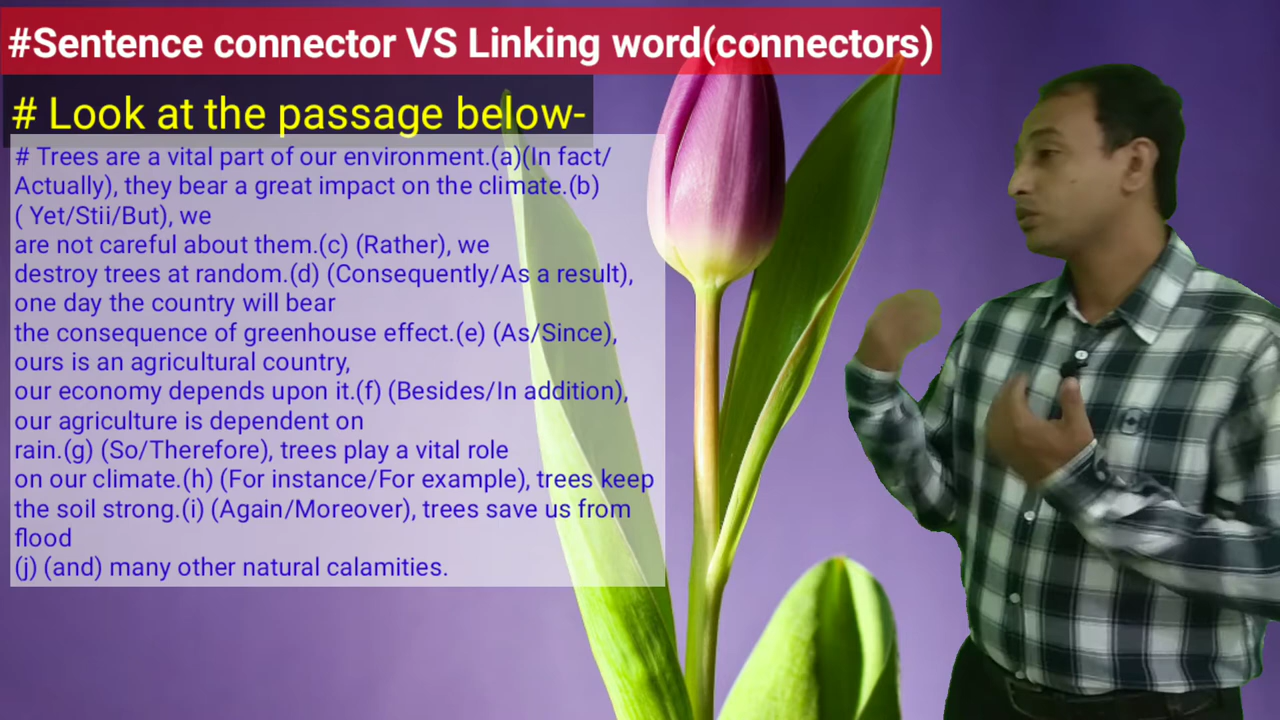 #Sentence connector VS Linking word(connectors)
# Look at the passage below-
# Trees are a vital part of our environment.(a)(In fact/
Actually), they bear a great impact on the climate.(b)
( Yet/Stii/But), we
are not careful about them.(c) (Rather), we
destroy trees at random.(d) (Consequently/As a result),
one day the country will bear
the consequence of greenhouse effect.(e) (As/Since),
ours is an agricultural country,
our economy depends upon it.(f) (Besides/In addition),
our agriculture is dependent on
rain.(g) (So/Therefore), trees play a vital role
on our climate.(h) (For instance/For example), trees keep
the soil strong.(i) (Again/Moreover), trees save us from
flood
(j) (and) many other natural calamities.